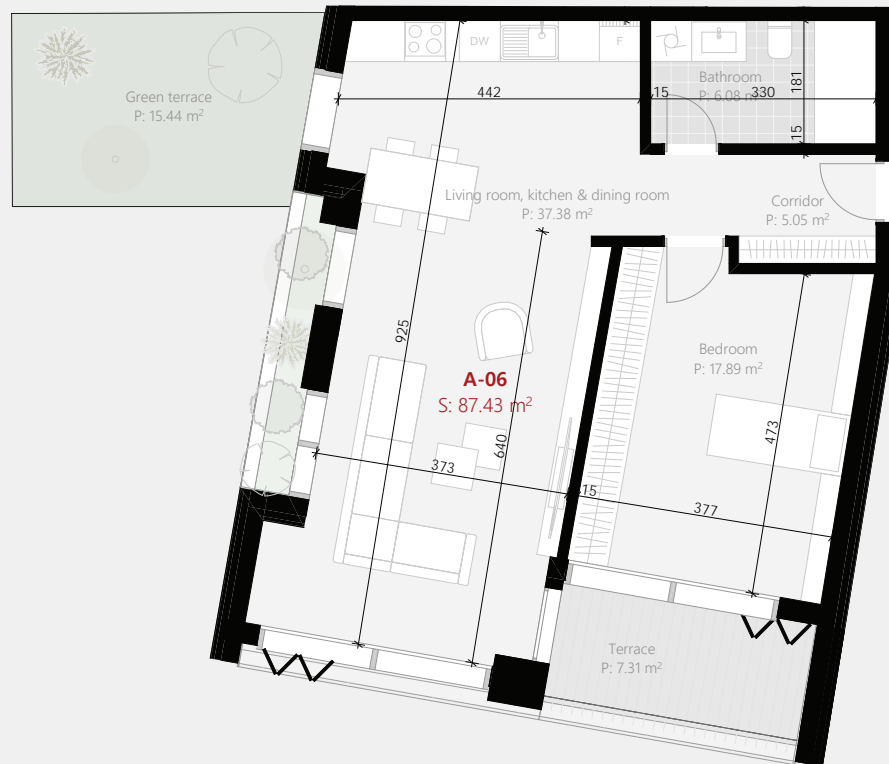 DW
F
Bathroom
P: 6.08 m²
181
Green terrace
P: 15.44 m²
442
15
330
15
Living room, kitchen & dining room
P: 37.38 m²
Corridor
P: 5.05 m²
925
Bedroom
P: 17.89 m²
A-06
S: 87.43 m²
640
473
373
15
377
Terrace
P: 7.31 m²